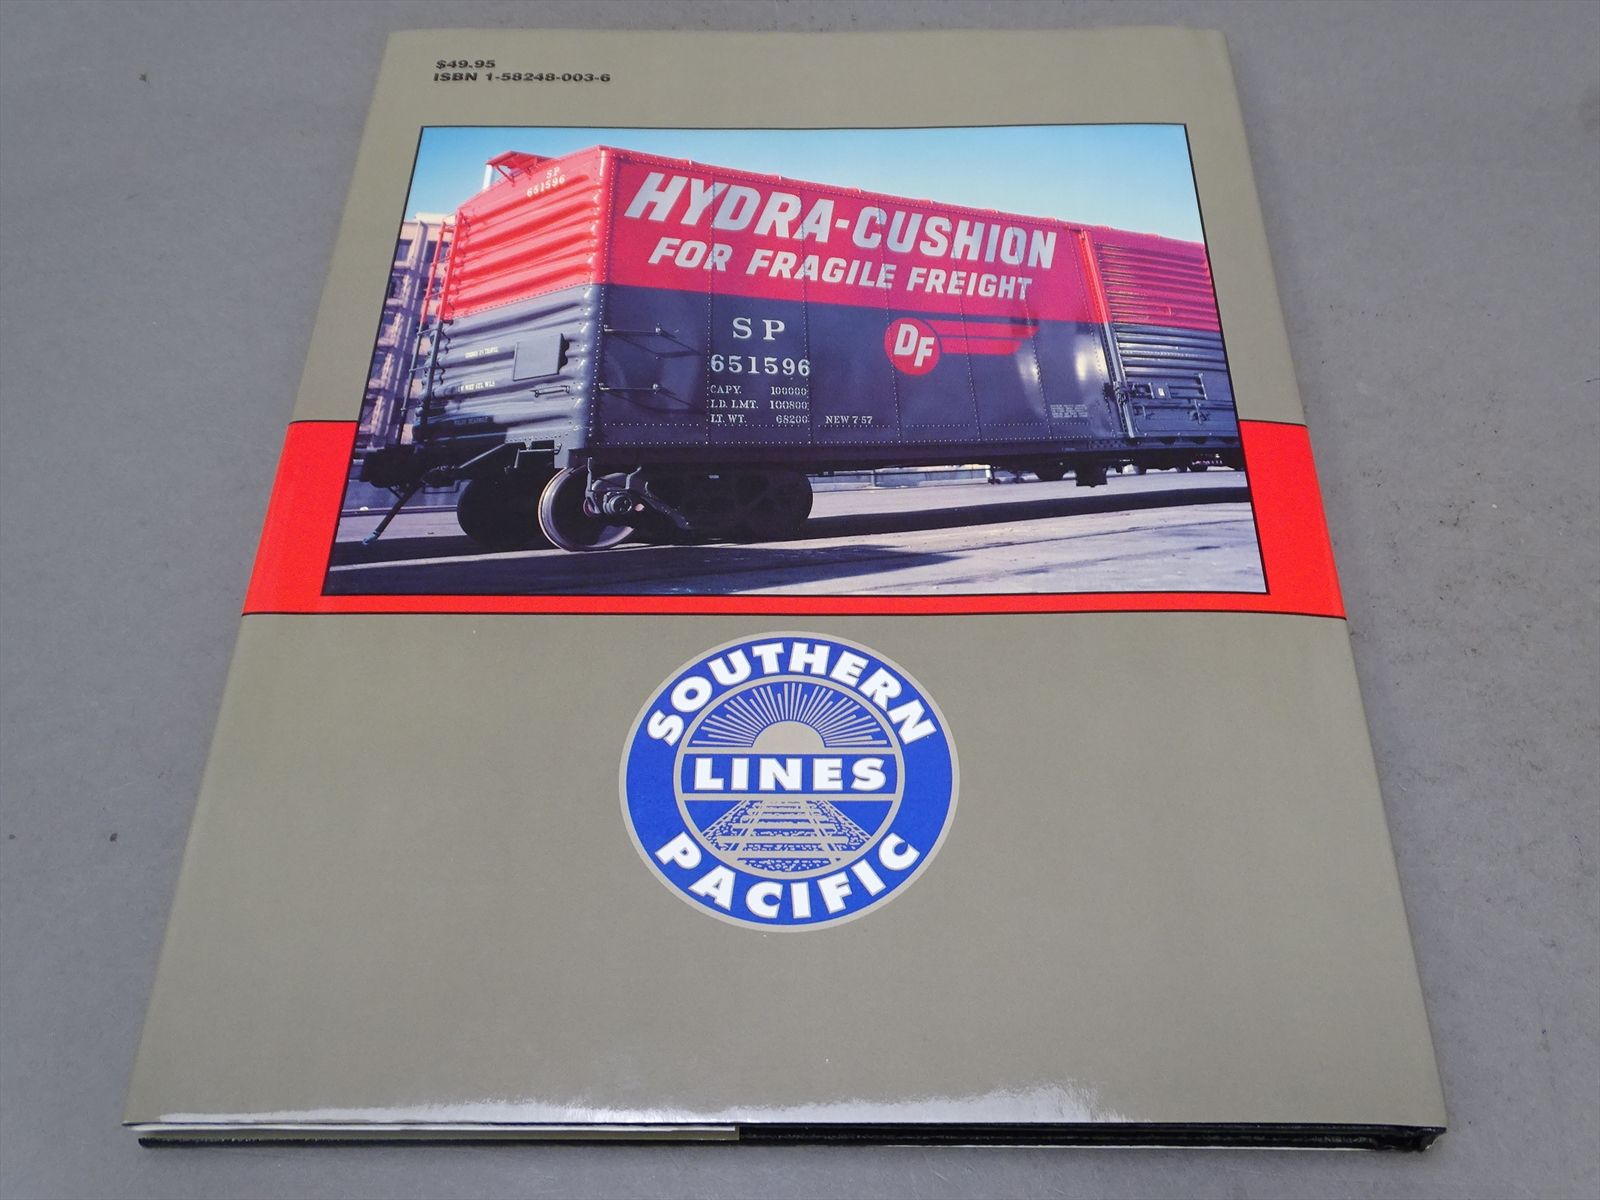 $49.95
ISBN 1-58248-003-6
SP
651596
HYDRA-CUSHION
FOR FRAGILE FREIGHT
SP
651596
DF
CAPY. 100000
LD. LMT. 100800
LT. WT. 68200 NEW 7-57
SOUTHERN
LINES
PACIFIC